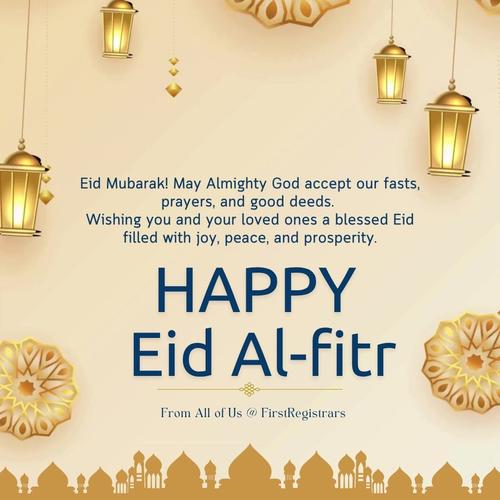 Eid Mubarak! May Almighty God accept our fasts,
prayers, and good deeds.
Wishing you and your loved ones a blessed Eid
filled with joy, peace, and prosperity.
HAPPY
Eid Al-fitr
From All of Us @ FirstRegistrars